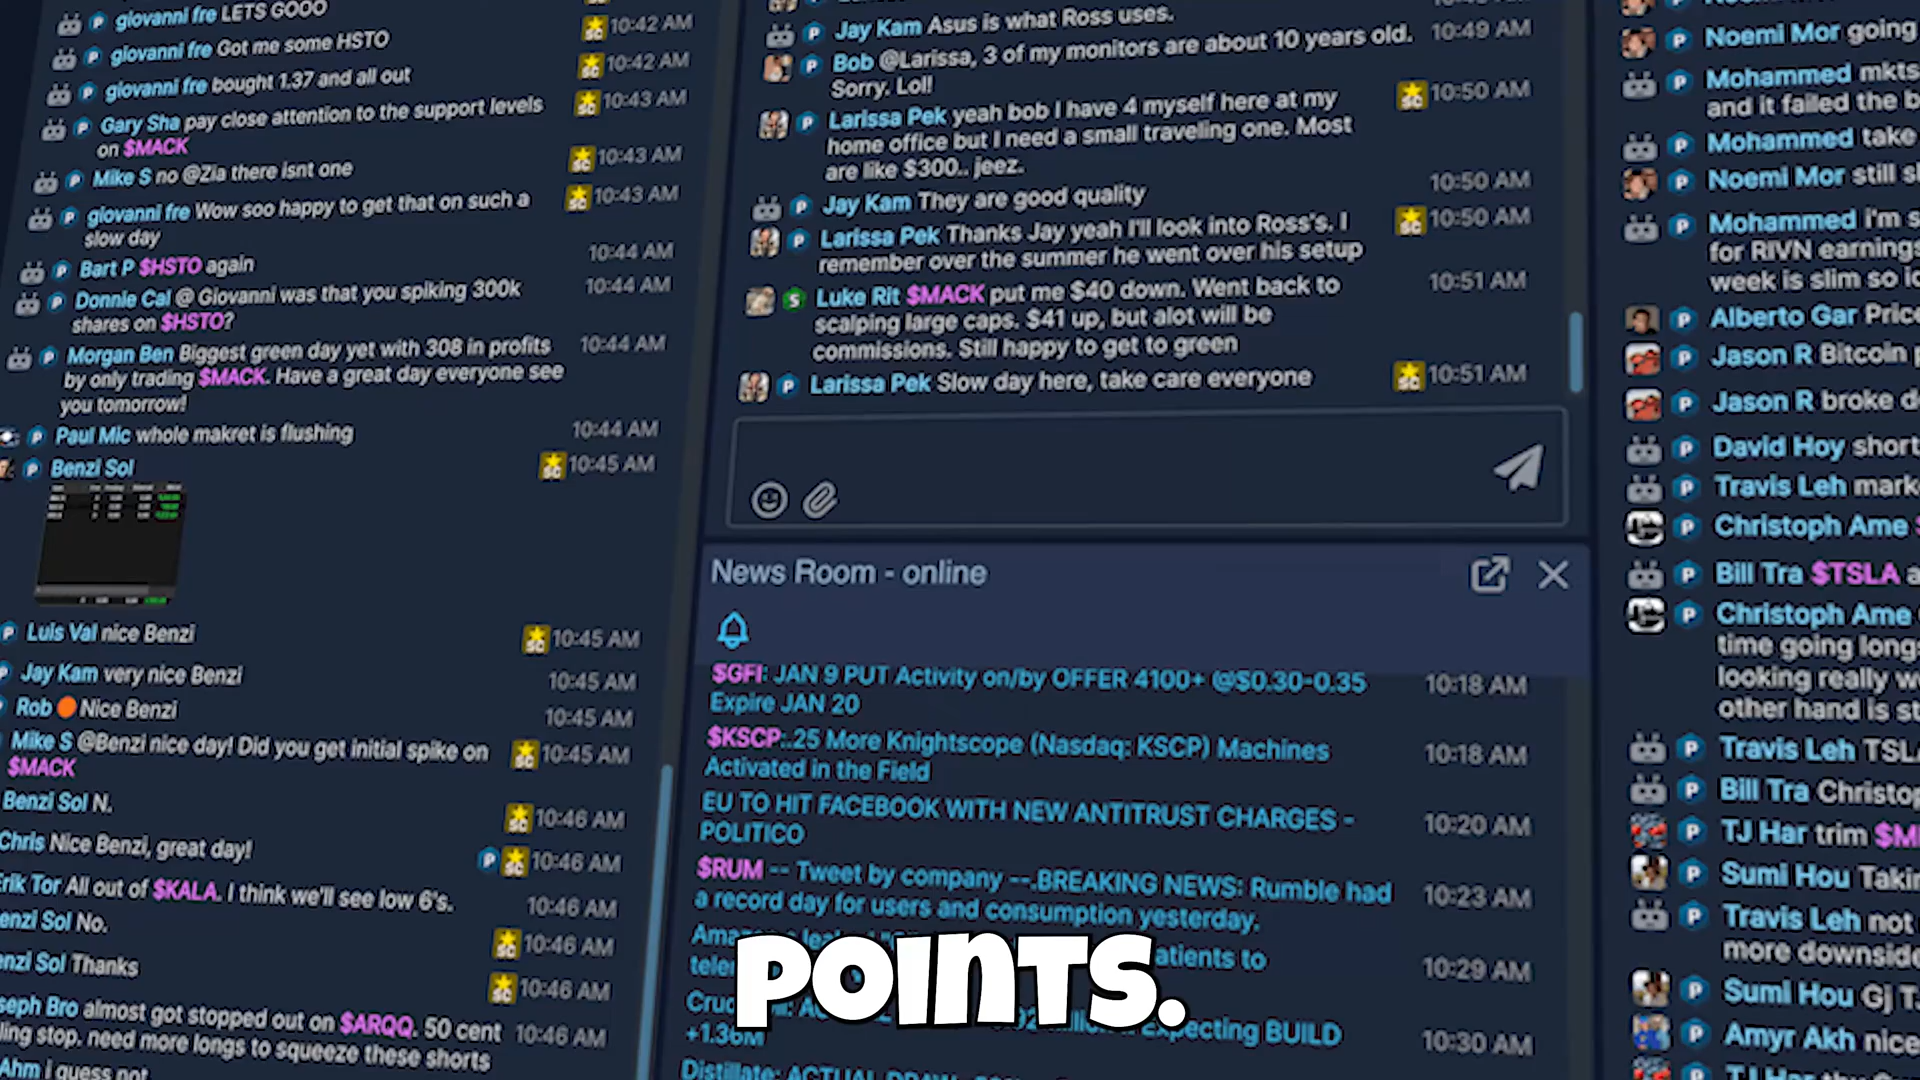 giovanni fre LETS GOOO
giovanni fre Got me some HSTO 10:42 AM
giovanni fre bought 1.37 and all out 10:42 AM
Gary Sha pay close attention to the support levels 10:43 AM
on $MACK
Mike S no @Zia there isnt one 10:43 AM
giovanni fre Wow soo happy to get that on such a 10:43 AM
slow day
Bart P $HSTO again 10:44 AM
Donnie Cal @ Giovanni was that you spiking 300k 10:44 AM
shares on $HSTO?
Morgan Ben Biggest green day yet with 308 in profits 10:44 AM
by only trading $MACK. Have a great day everyone see
you tomorrow!
Paul Mic whole makret is flushing 10:44 AM
Benzi Sol 10:45 AM
Luis Val nice Benzi 10:45 AM
Jay Kam very nice Benzi 10:45 AM
Rob Nice Benzi 10:45 AM
Mike S @Benzi nice day! Did you get initial spike on 10:45 AM
$MACK
Benzi Sol N. 10:46 AM
Chris Nice Benzi, great day! 10:46 AM
Erik Tor All out of $KALA. I think we'll see low 6's. 10:46 AM
enzi Sol No. 10:46 AM
nzi Sol Thanks 10:46 AM
seph Bro almost got stopped out on $ARQQ. 50 cent 10:46 AM
ling stop. need more longs to squeeze these shorts
Ahm i guess not
Jay Kam Asus is what Ross uses. 10:49 AM
Bob @Larissa, 3 of my monitors are about 10 years old.
Sorry. Lol!
Larissa Pek yeah bob I have 4 myself here at my 10:50 AM
home office but I need a small traveling one. Most
are like $300.. jeez.
Jay Kam They are good quality 10:50 AM
Larissa Pek Thanks Jay yeah I'll look into Ross's. I 10:50 AM
remember over the summer he went over his setup
Luke Rit $MACK put me $40 down. Went back to 10:51 AM
scalping large caps. $41 up, but alot will be
commissions. Still happy to get to green
Larissa Pek Slow day here, take care everyone 10:51 AM
News Room - online
$GFI: JAN 9 PUT Activity on/by OFFER 4100+ @$0.30-0.35 10:18 AM
Expire JAN 20
$KSCP:.25 More Knightscope (Nasdaq: KSCP) Machines 10:18 AM
Activated in the Field
EU TO HIT FACEBOOK WITH NEW ANTITRUST CHARGES - 10:20 AM
POLITICO
$RUM -- Tweet by company --.BREAKING NEWS: Rumble had 10:23 AM
a record day for users and consumption yesterday.
atients to 10:29 AM
Expecting BUILD 10:30 AM
+1.36M
Distillate: ACTUAL DRAW
POINTS.
Noemi Mor going
Mohammed mkts
and it failed the b
Mohammed take
Noemi Mor still sl
Mohammed i'm s
for RIVN earnings
week is slim so i
Alberto Gar Price
Jason R Bitcoin p
Jason R broke d
David Hoy short
Travis Leh mark
Christoph Ame $
Bill Tra $TSLA a
Christoph Ame
time going long
looking really w
other hand is st
Travis Leh TSLA
Bill Tra Christop
TJ Har trim $M
Sumi Hou Takin
Travis Leh not
more downside
Sumi Hou Gj T
Amyr Akh nice
TJ Har